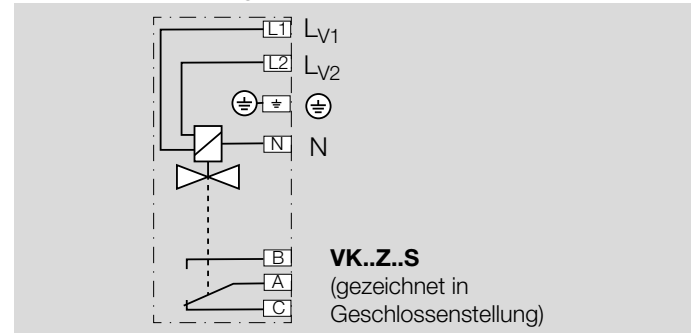 L1 LV1
L2 LV2
N N
B VK..Z..S
A (gezeichnet in
C Geschlossenstellung)